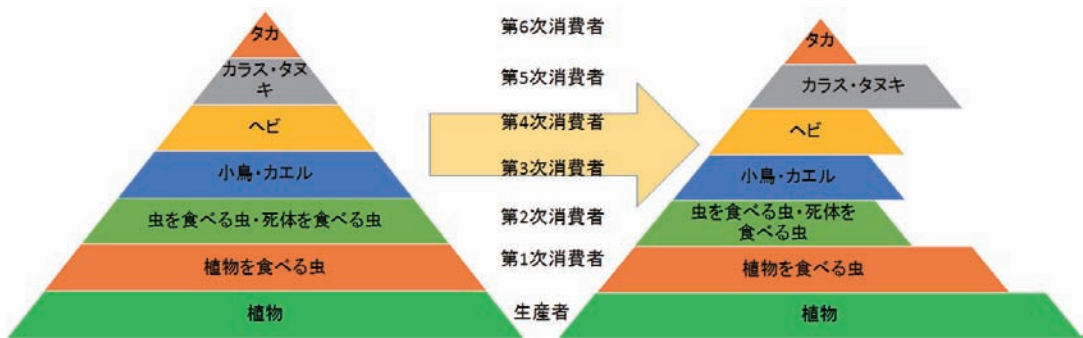 タカ
カラス・タヌ
キ
ヘビ
小鳥・カエル
虫を食べる虫・死体を食べる虫
植物を食べる虫
植物
第6次消費者
第5次消費者
第4次消費者
第3次消費者
第2次消費者
第1次消費者
生産者
タカ
カラス・タヌキ
ヘビ
小鳥・カエル
虫を食べる虫・死体を
食べる虫
植物を食べる虫
植物